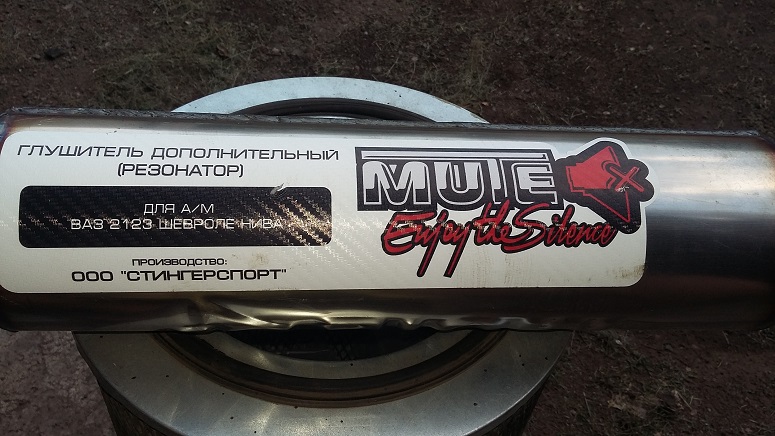 ГЛУШИТЕЛЬ ДОПОЛНИТЕЛЬНЫЙ
(РЕЗОНАТОР)
ДЛЯ А/М
ВАЗ 2123 ШЕВРОЛЕ НИВА
ПРОИЗВОДСТВО:
ООО "СТИНГЕРСПОРТ"
MUTE
Enjoy the Silence